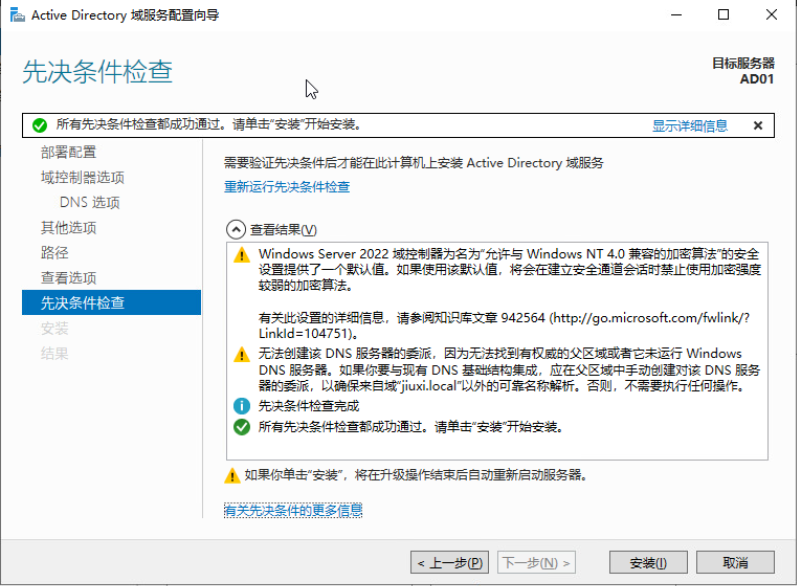 Active Directory 域服务配置向导
先决条件检查
目标服务器
AD01
所有先决条件检查都成功通过。请单击"安装"开始安装。 显示详细信息
部署配置
域控制器选项
DNS 选项
其他选项
路径
查看选项
先决条件检查
安装
结果
需要验证先决条件后才能在此计算机上安装 Active Directory 域服务
重新运行先决条件检查
查看结果(V)
Windows Server 2022 域控制器为名为"允许与 Windows NT 4.0 兼容的加密算法"的安全
设置提供了一个默认值。如果使用该默认值，将会在建立安全通道会话时禁止使用加密强度
较弱的加密算法。
有关此设置的详细信息，请参阅知识库文章 942564 (http://go.microsoft.com/fwlink/?
LinkId=104751)。
无法创建该 DNS 服务器的委派，因为无法找到有权威的父区域或者它未运行 Windows
DNS 服务器。如果你要与现有 DNS 基础结构集成，应在父区域中手动创建对该 DNS 服务
器的委派，以确保来自域"jiuxi.local"以外的可靠名称解析。否则，不需要执行任何操作。
先决条件检查完成
所有先决条件检查都成功通过。请单击"安装"开始安装。
如果你单击"安装"，将在升级操作结束后自动重新启动服务器。
有关先决条件的更多信息
< 上一步(P) 下一步(N) > 安装(I) 取消